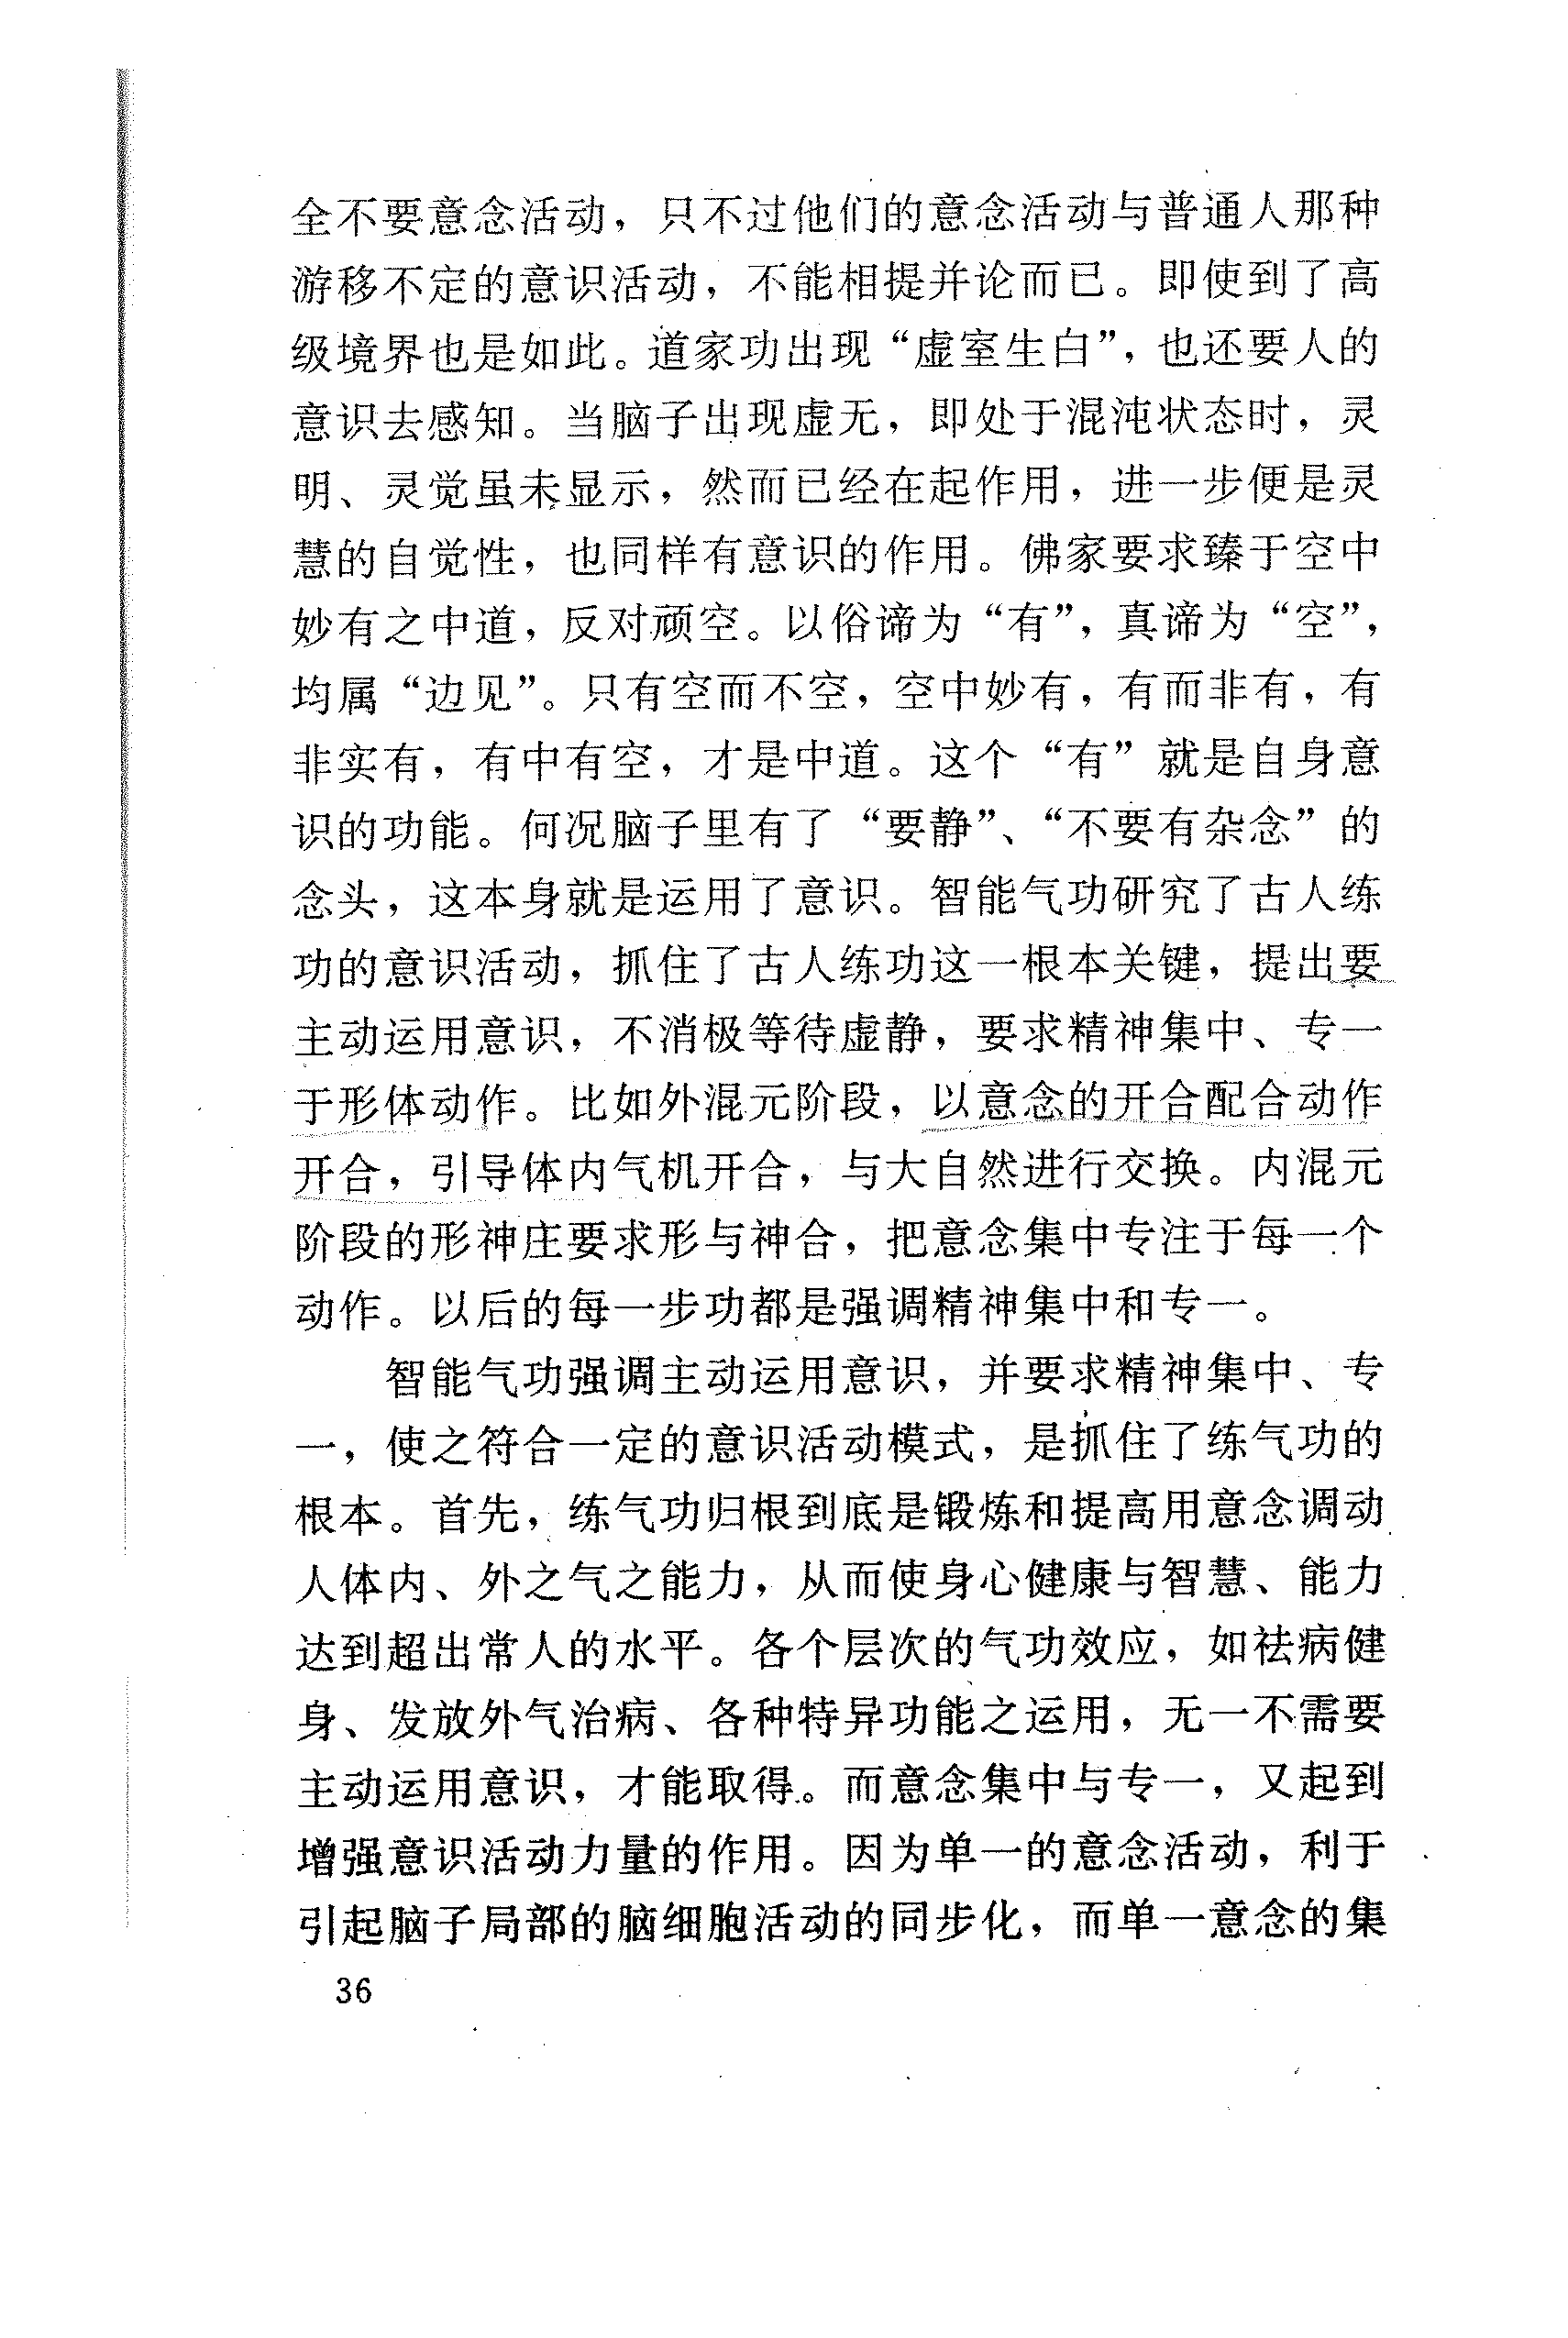 全不要意念活动，只不过他们的意念活动与普通人那种
游移不定的意识活动，不能相提并论而已。即使到了高
级境界也是如此。道家功出现“虚室生白”，也还要人的
意识去感知。当脑子出现虚无，即处于混沌状态时，灵
明、灵觉虽未显示，然而已经在起作用，进一步便是灵
慧的自觉性，也同样有意识的作用。佛家要求臻于空中
妙有之中道，反对顽空。以俗谛为“有”，真谛为“空”，
均属“边见”。只有空而不空，空中妙有，有而非有，有
非实有，有中有空，才是中道。这个“有”就是自身意
识的功能。何况脑子里有了“要静”、“不要有杂念”的
念头，这本身就是运用了意识。智能气功研究了古人练
功的意识活动，抓住了古人练功这一根本关键，提出要
主动运用意识，不消极等待虚静，要求精神集中、专一
于形体动作。比如外混元阶段，以意念的开合配合动作
开合，引导体内气机开合，与大自然进行交换。内混元
阶段的形神庄要求形与神合，把意念集中专注于每一个
动作。以后的每一步功都是强调精神集中和专一。
智能气功强调主动运用意识，并要求精神集中、专
一，使之符合一定的意识活动模式，是抓住了练气功的
根本。首先，练气功归根到底是锻炼和提高用意念调动
人体内、外之气之能力，从而使身心健康与智慧、能力
达到超出常人的水平。各个层次的气功效应，如祛病健
身、发放外气治病、各种特异功能之运用，无一不需要
主动运用意识，才能取得。而意念集中与专一，又起到
增强意识活动力量的作用。因为单一的意念活动，利于
引起脑子局部的脑细胞活动的同步化，而单一意念的集
36